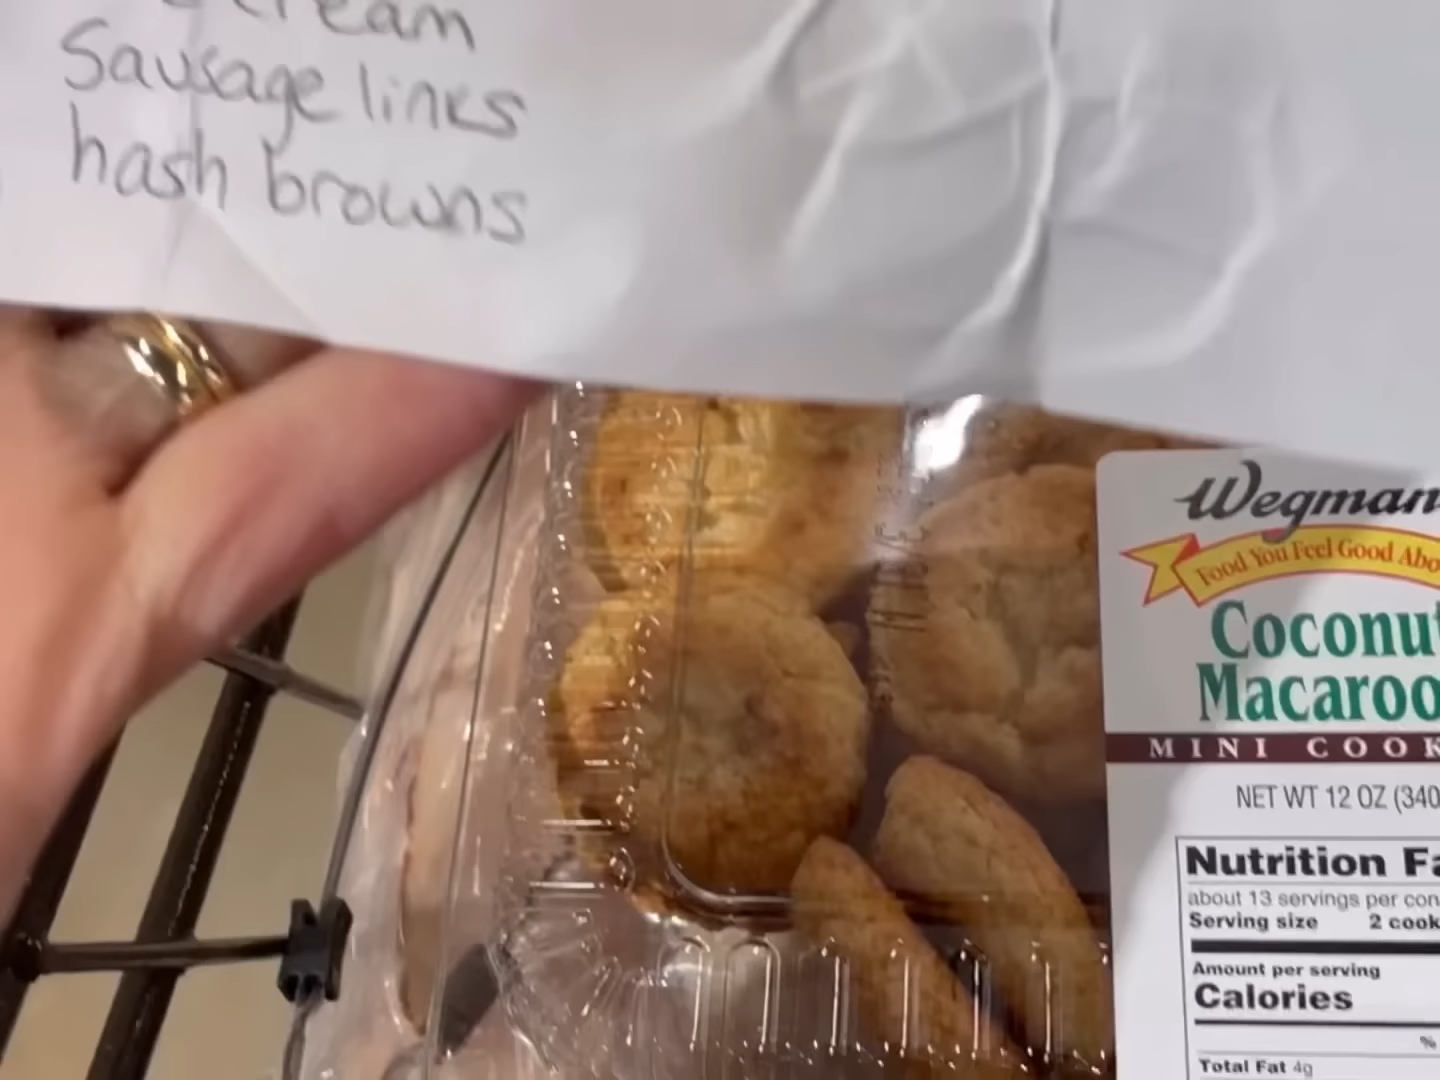 cream
Sausage links
hash browns
Wegman
Food You Feel Good Abo
Coconut
Macaroo
MINI COOK
NET WT 12 OZ (340
Nutrition Fa
about 13 servings per con
Serving size 2 cook
Amount per serving
Calories
%
Total Fat 4g